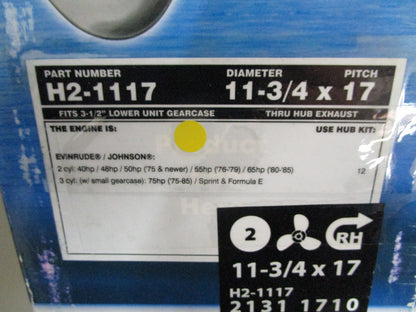 PART NUMBER DIAMETER PITCH
H2-1117 11-3/4 x 17
FITS 3-1/2" LOWER UNIT GEARCASE THRU HUB EXHAUST
THE ENGINE IS: USE HUB KIT:
Product
EVINRUDE® / JOHNSON®:
2 cyl: 40hp / 48hp / 50hp (75 & newer) / 55hp ('76-79) / 65hp ('80-'85) 12
3 cyl. (w/ small gearcase): 75hp (75-85) / Sprint & Formula E
Here
2 RH
11-3/4 x 17
H2-1117
2131 1710